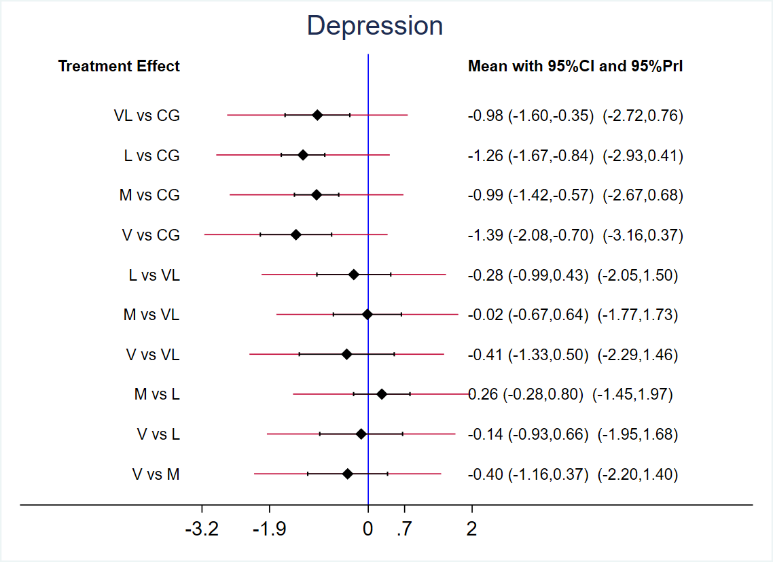 Depression
Treatment Effect Mean with 95%CI and 95%PrI
VL vs CG -0.98 (-1.60,-0.35) (-2.72,0.76)
L vs CG -1.26 (-1.67,-0.84) (-2.93,0.41)
M vs CG -0.99 (-1.42,-0.57) (-2.67,0.68)
V vs CG -1.39 (-2.08,-0.70) (-3.16,0.37)
L vs VL -0.28 (-0.99,0.43) (-2.05,1.50)
M vs VL -0.02 (-0.67,0.64) (-1.77,1.73)
V vs VL -0.41 (-1.33,0.50) (-2.29,1.46)
M vs L 0.26 (-0.28,0.80) (-1.45,1.97)
V vs L -0.14 (-0.93,0.66) (-1.95,1.68)
V vs M -0.40 (-1.16,0.37) (-2.20,1.40)
-3.2 -1.9 0 .7 2